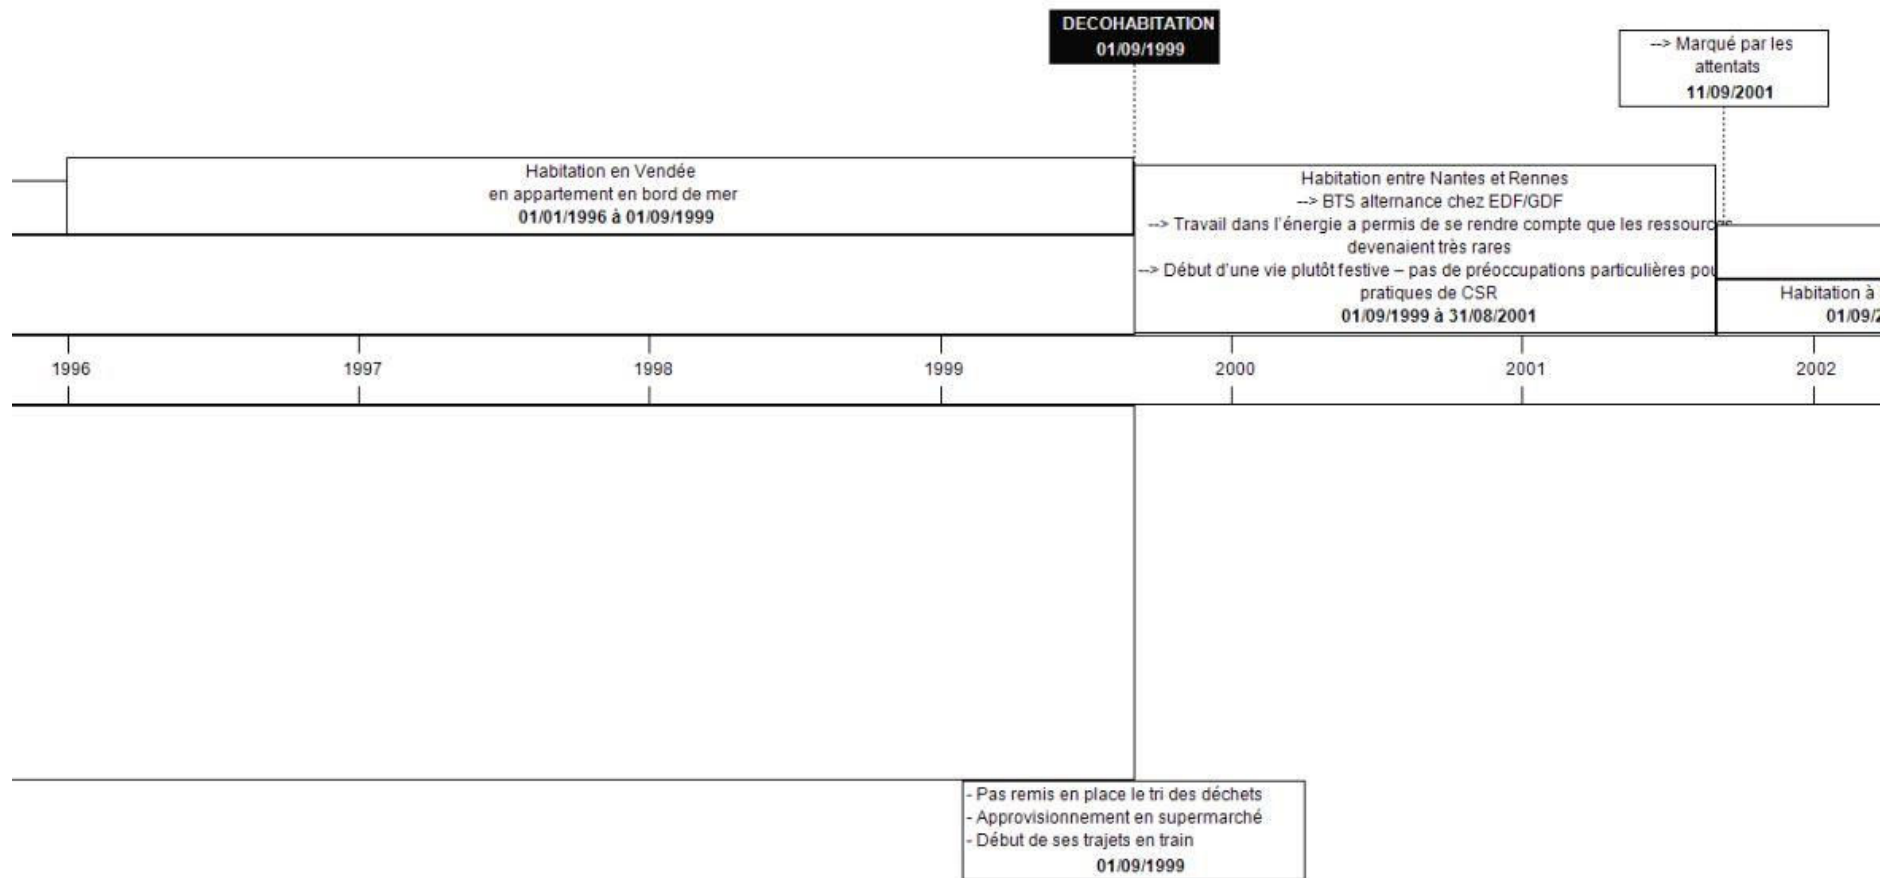 DECOHABITATION
01/09/1999
--> Marqué par les
attentats
11/09/2001
Habitation en Vendée
en appartement en bord de mer
01/01/1996 à 01/09/1999
Habitation entre Nantes et Rennes
--> BTS alternance chez EDF/GDF
--> Travail dans l'énergie a permis de se rendre compte que les ressources
devenaient très rares
--> Début d'une vie plutôt festive – pas de préoccupations particulières pou
pratiques de CSR
01/09/1999 à 31/08/2001
Habitation à
01/09/2
1996 1997 1998 1999 2000 2001 2002
- Pas remis en place le tri des déchets
- Approvisionnement en supermarché
- Début de ses trajets en train
01/09/1999